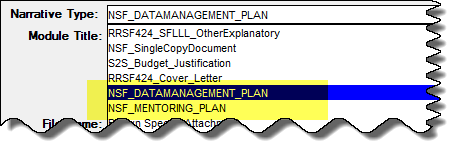 Narrative Type: NSF_DATAMANAGEMENT_PLAN
Module Title: RRSF424_SFLLL_OtherExplanatory
NSF_SingleCopyDocument
S2S_Budget_Justification
RRSF424_Cover_Letter
NSF_DATAMANAGEMENT_PLAN
NSF_MENTORING_PLAN